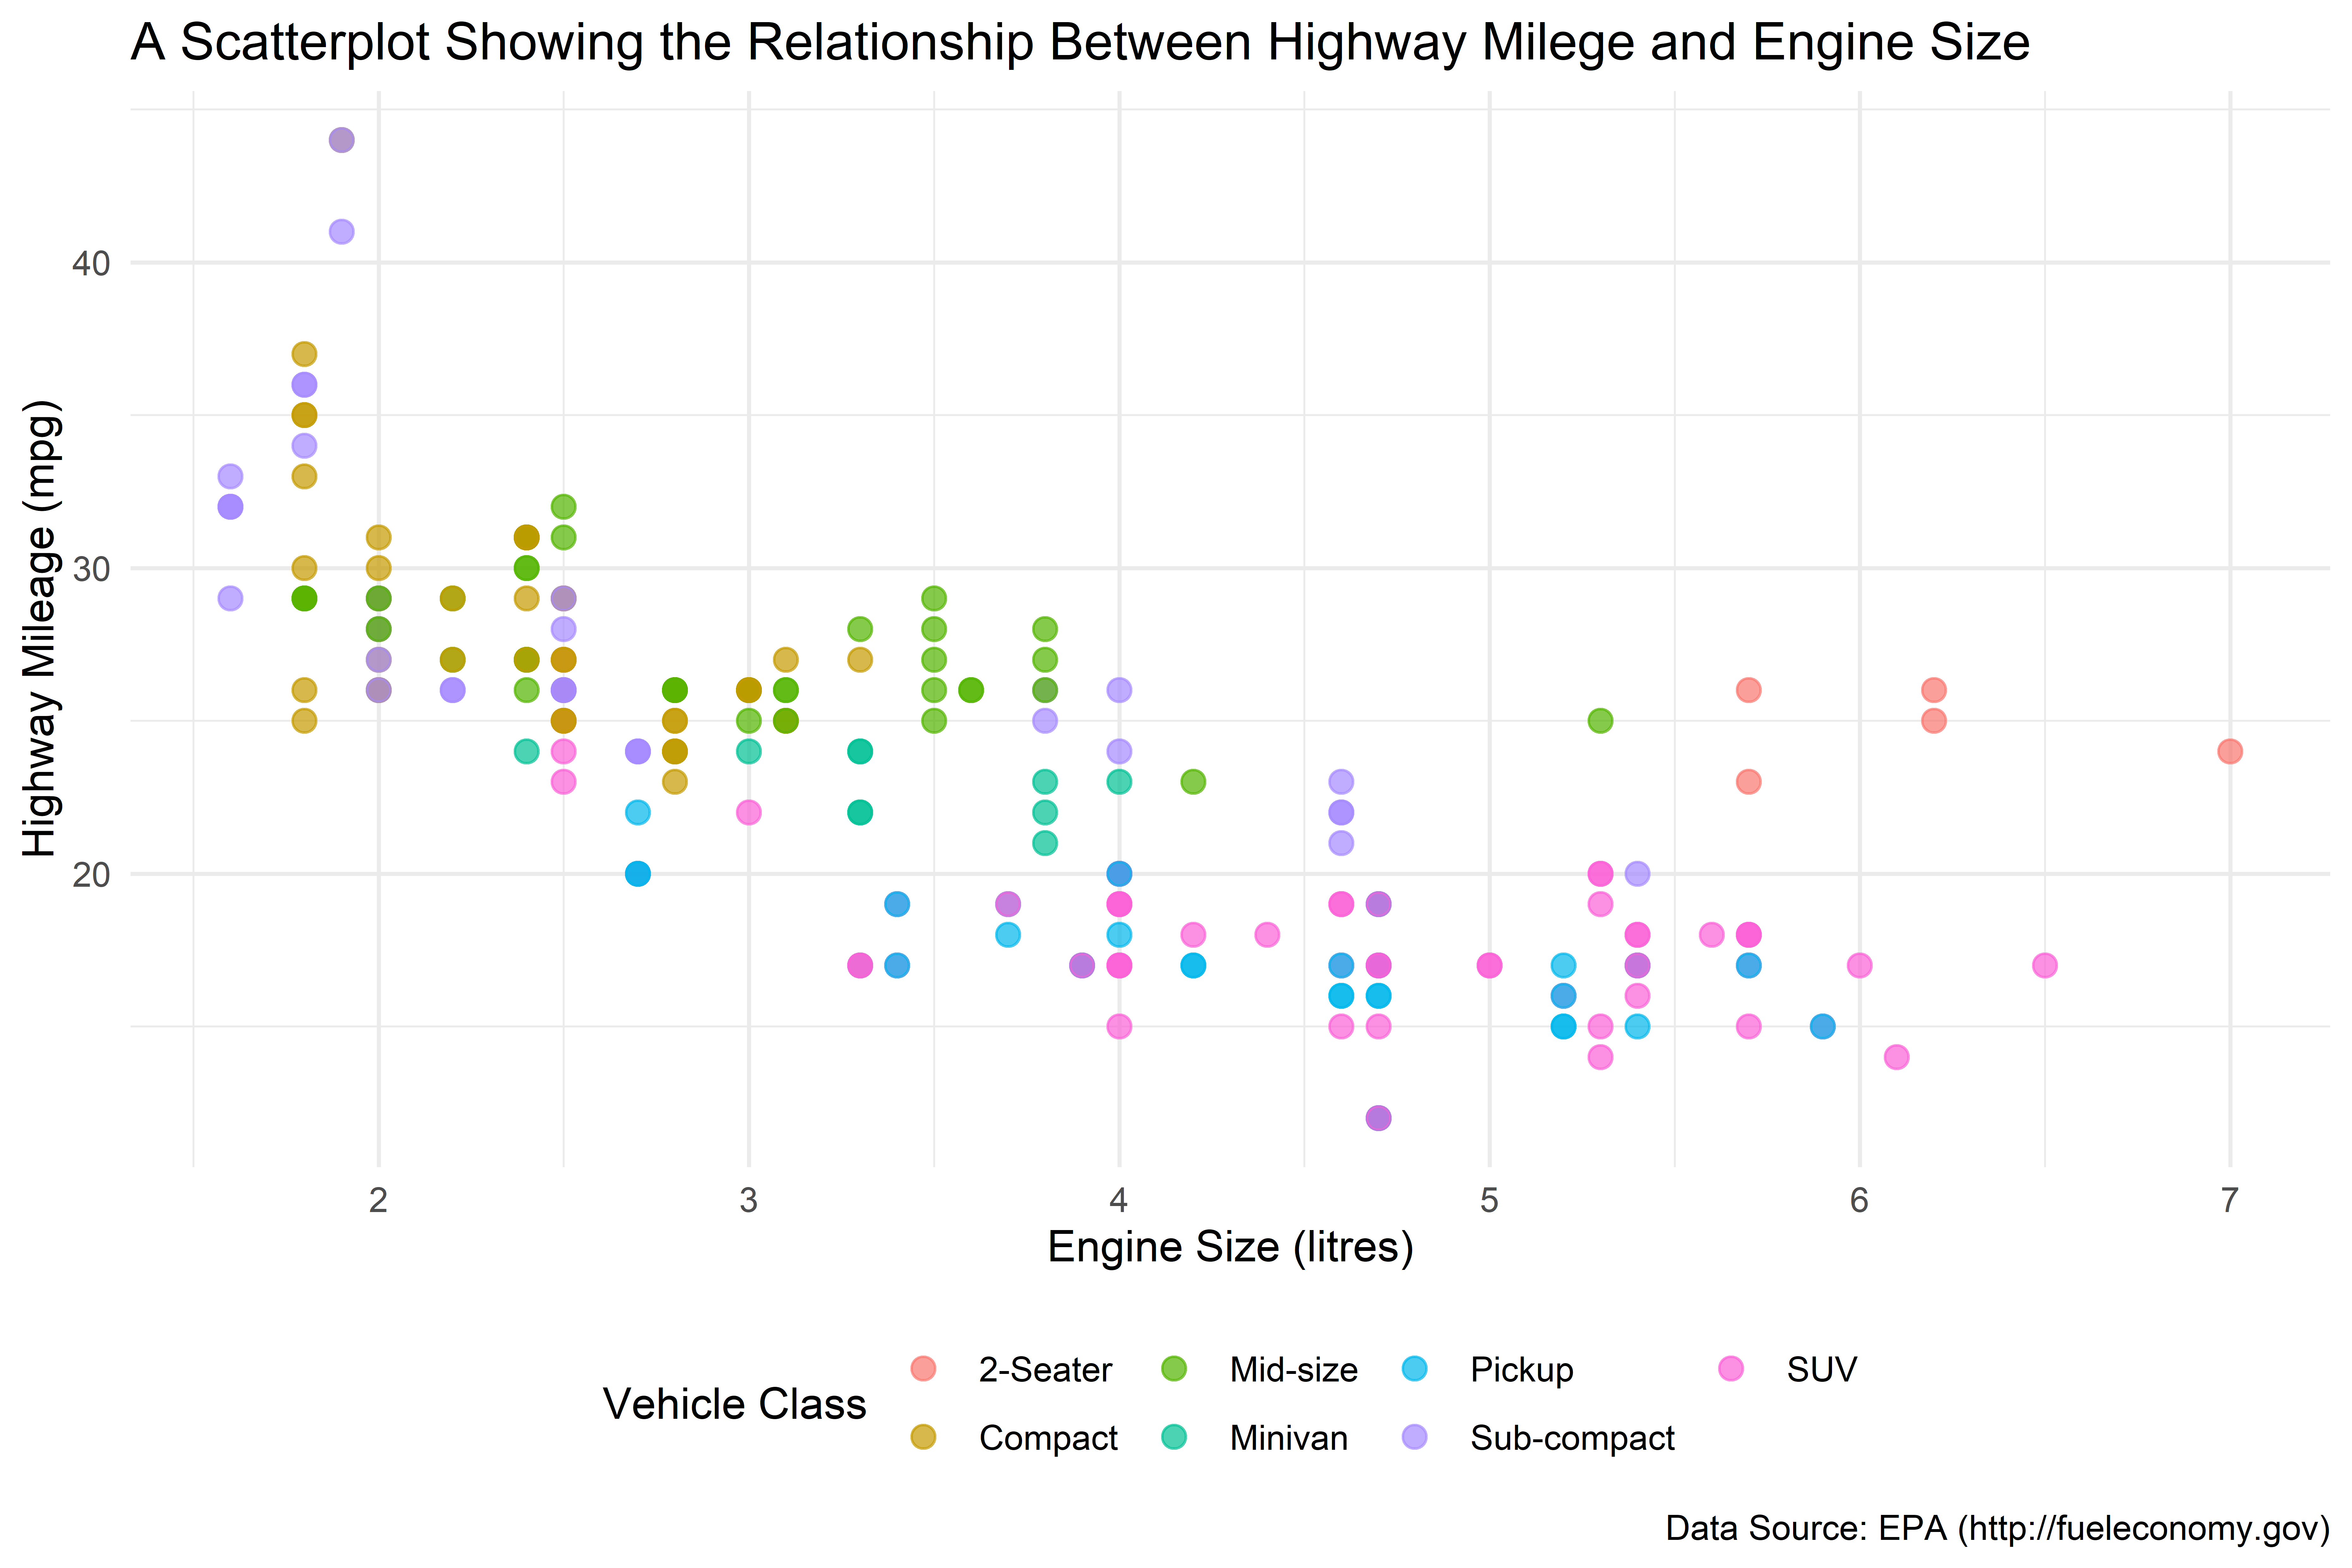 A Scatterplot Showing the Relationship Between Highway Milege and Engine Size
Highway Mileage (mpg)
40
30
20
2 3 4 5 6 7
Engine Size (litres)
Vehicle Class
2-Seater Mid-size Pickup SUV
Compact Minivan Sub-compact
Data Source: EPA (http://fueleconomy.gov)